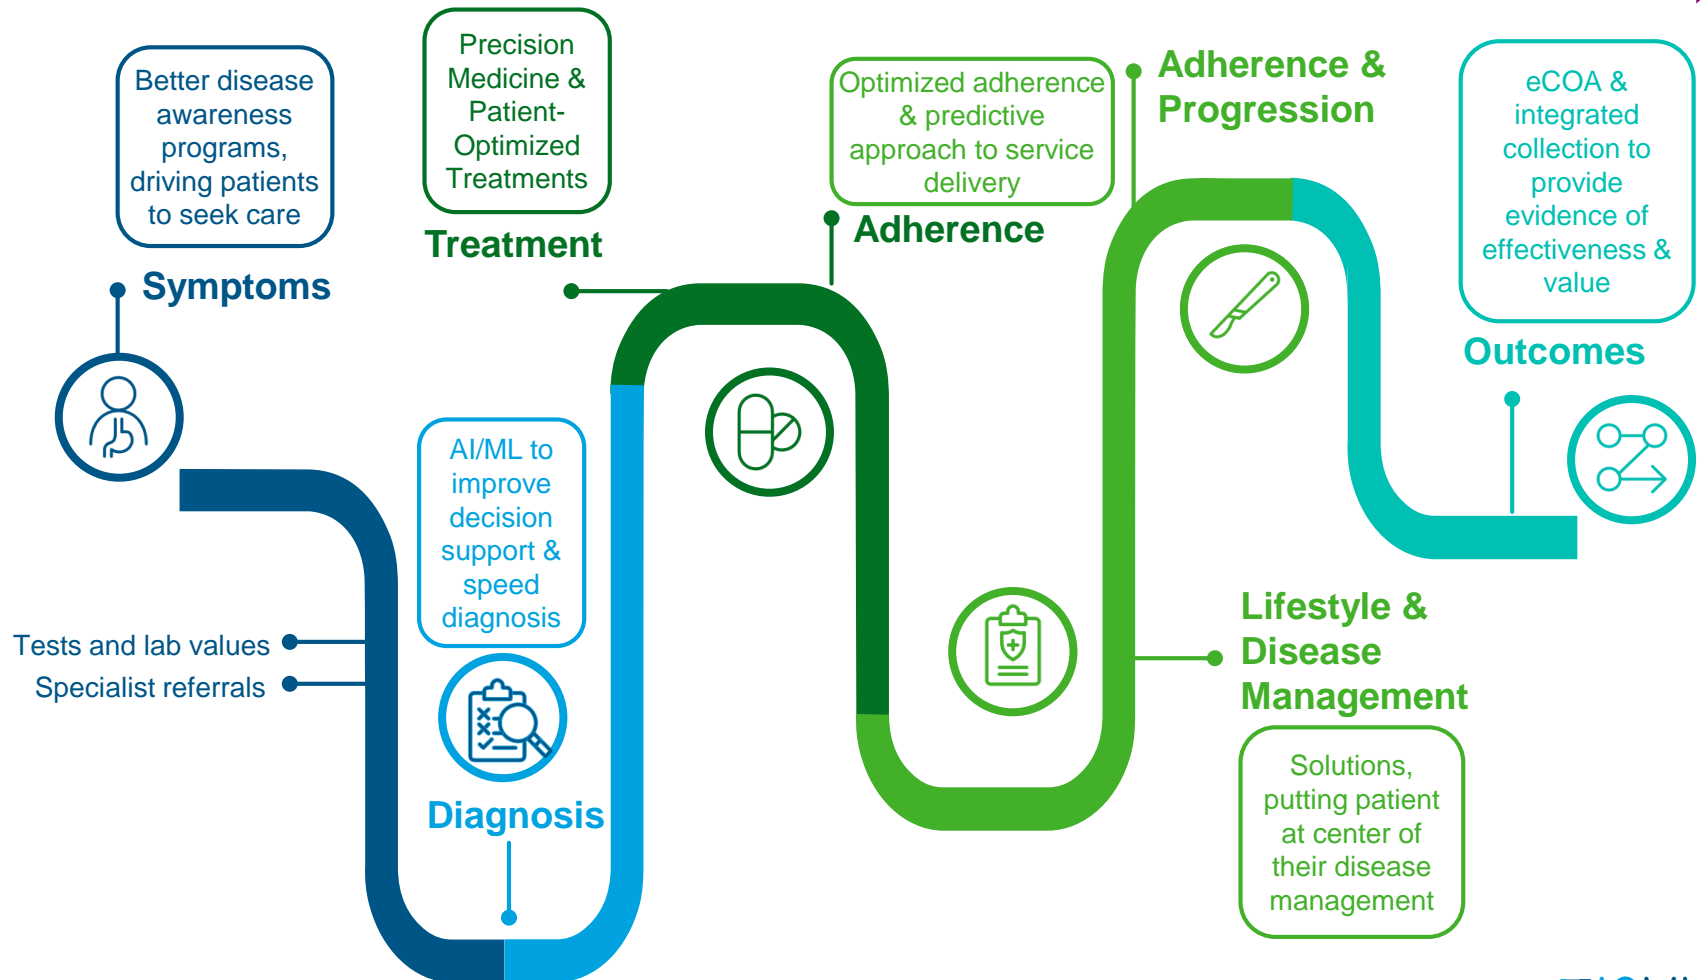 Better disease
awareness
programs,
driving patients
to seek care
Symptoms
Tests and lab values
Specialist referrals
AI/ML to
improve
decision
support &
speed
diagnosis
Diagnosis
Precision
Medicine &
Patient-
Optimized
Treatments
Treatment
Optimized adherence
& predictive
approach to service
delivery
Adherence
Adherence &
Progression
Lifestyle &
Disease
Management
Solutions,
putting patient
at center of
their disease
management
eCOA &
integrated
collection to
provide
evidence of
effectiveness &
value
Outcomes